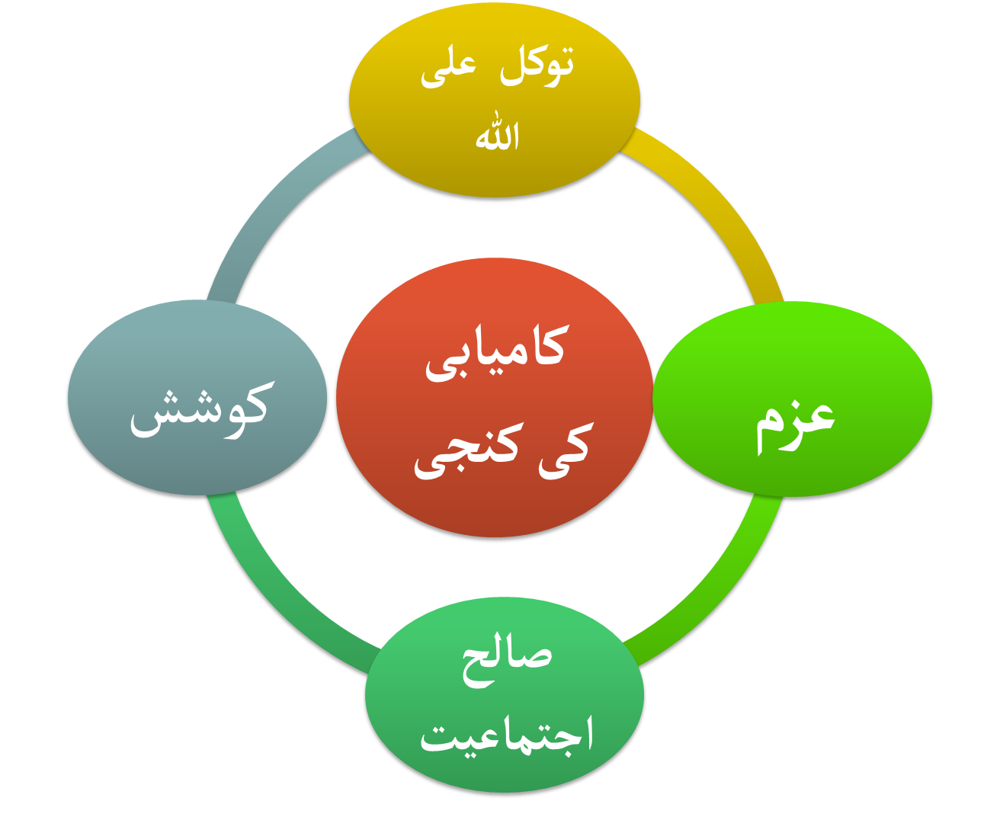 توکل علی
اللہ
کامیابی
کی کنجی
عزم
کوشش
صالح
اجتماعیت